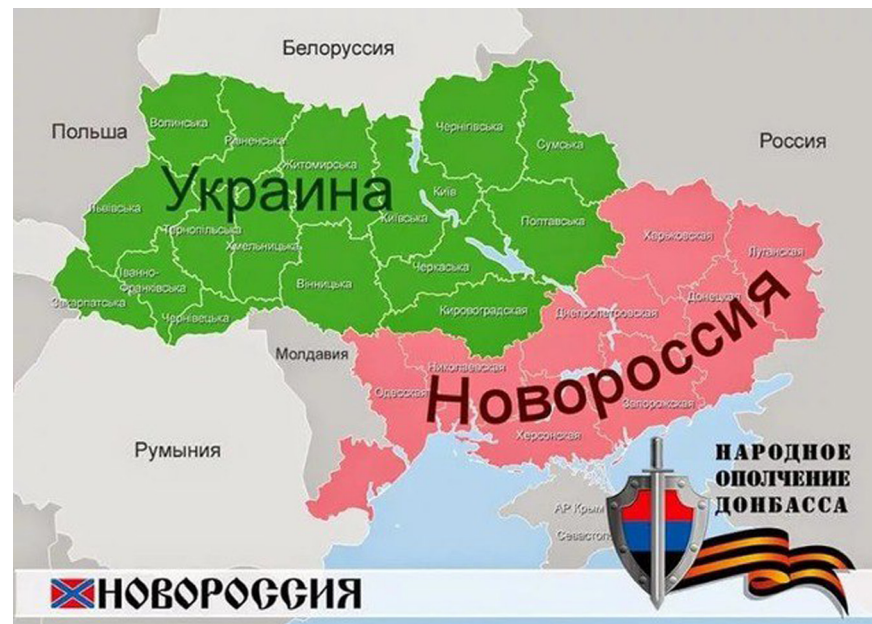 Белоруссия
Польша
Россия
Волинська
Рівненська
Житомирська
Чернігівська
Сумська
Украина
Київ
Київська
Львівська
Тернопільська
Хмельницька
Полтавська
Харьковская
Луганская
Івано-
Франківська
Закарпатська
Чернівецька
Вінницька
Черкаська
Кировоградская
Днепропетровская
Донецкая
Новороссия
Молдавия
Одесская
Николаевская
Херсонская
Запорожская
Румыния
АР Крым
НАРОДНОЕ
ОПОЛЧЕНИЕ
ДОНБАССА
НОВОРОССИЯ